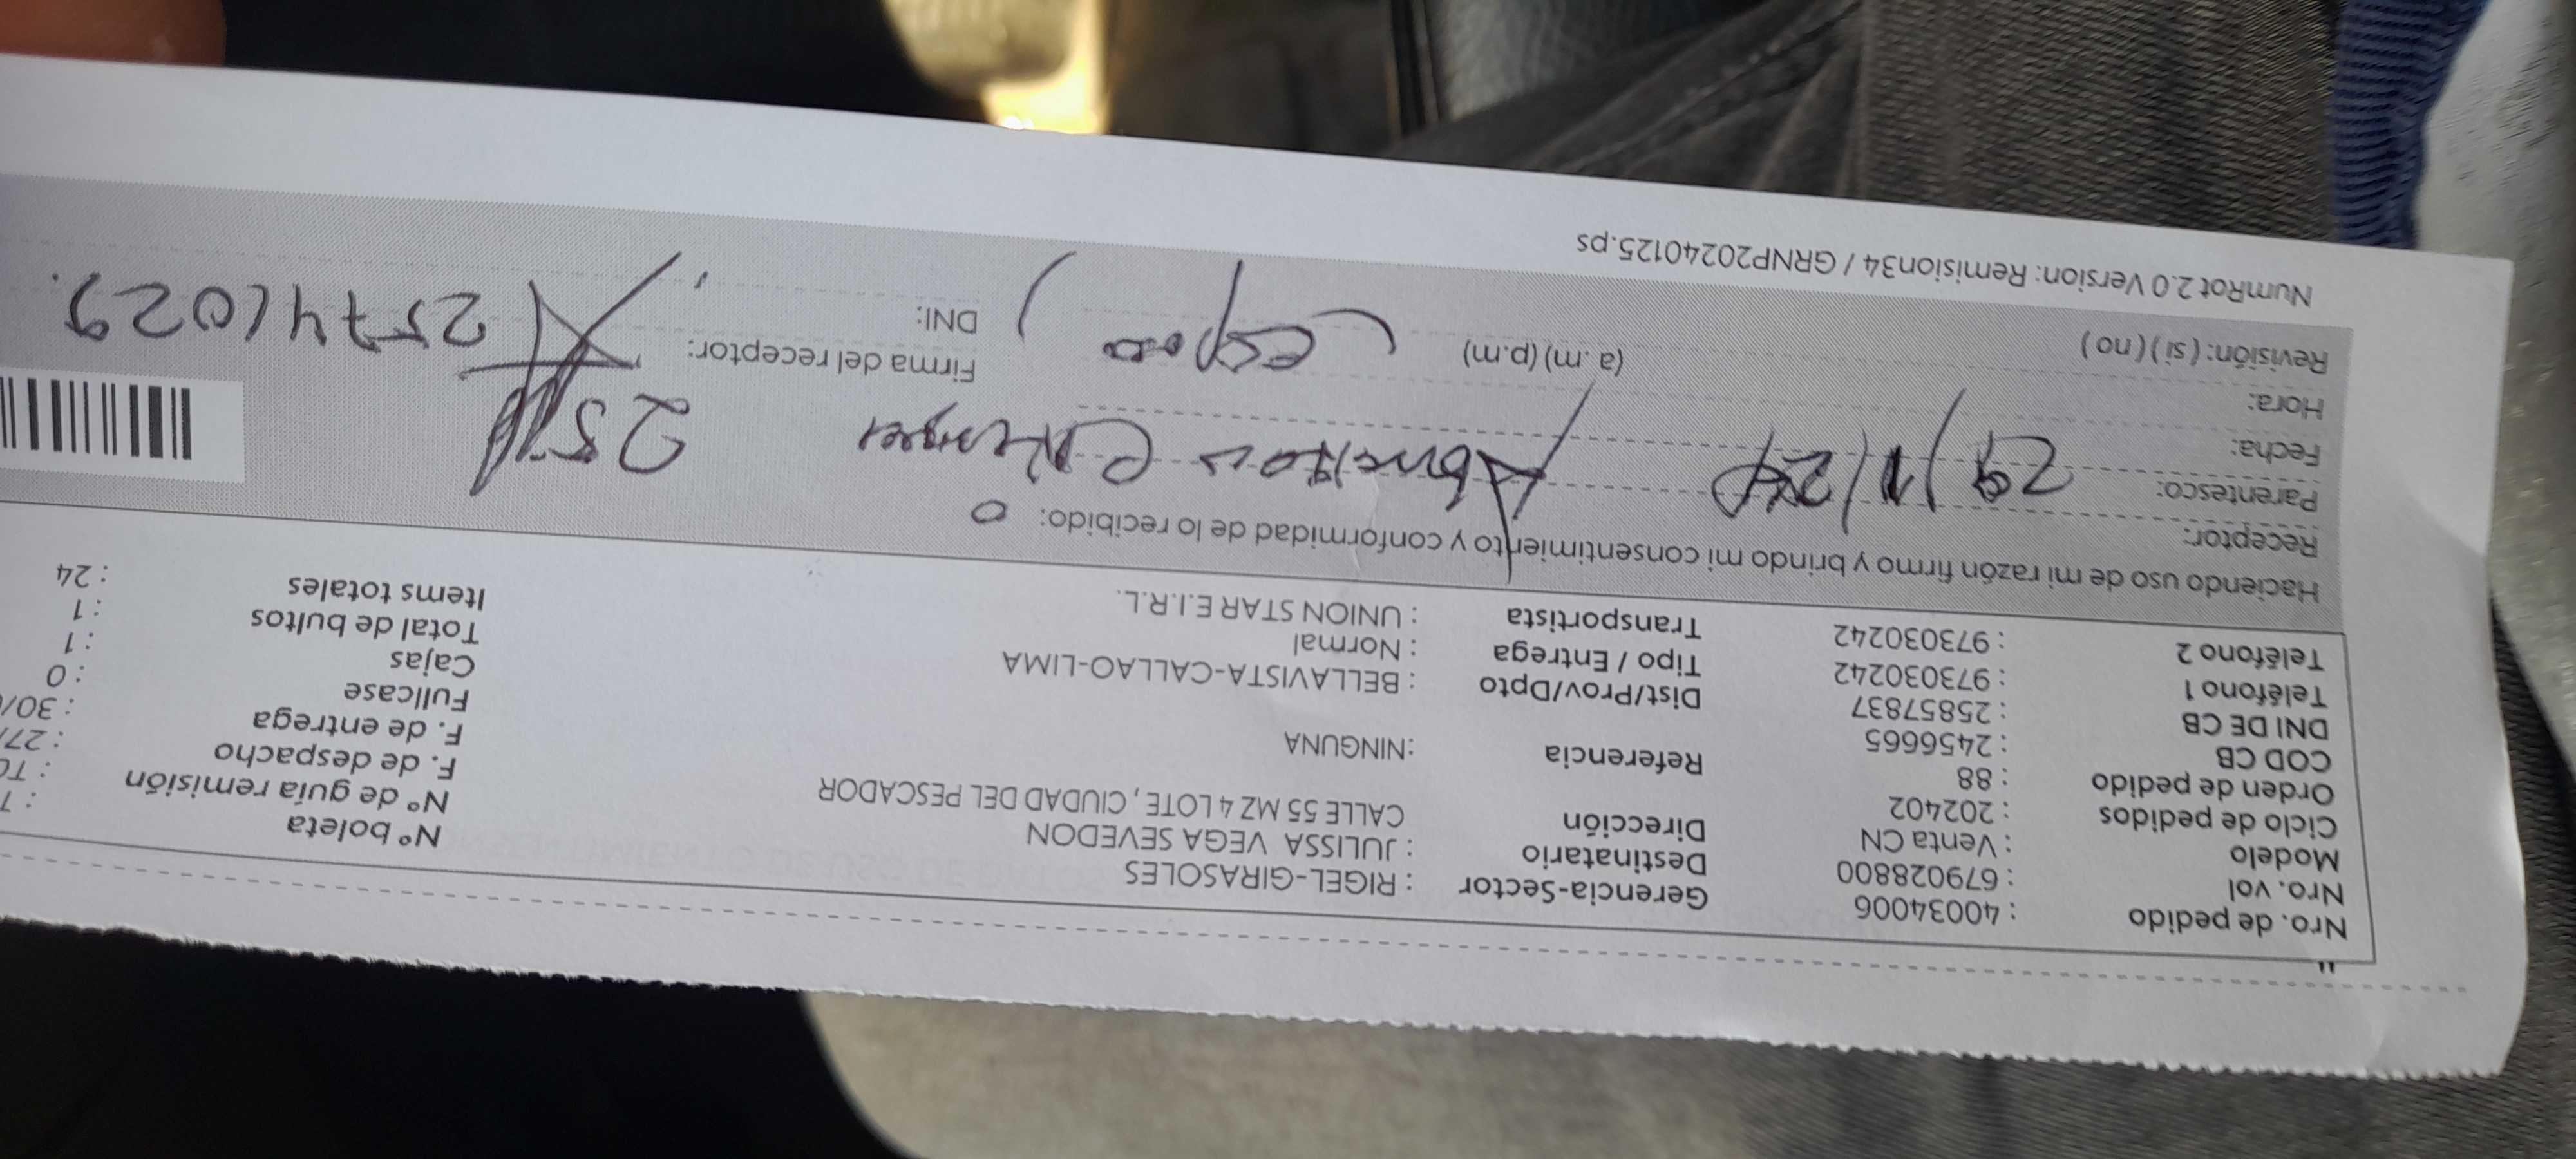 Nro. de pedido : 40034006 Gerencia-Sector : RIGEL-GIRASOLES
Nro. vol : 679028800 Destinatario : JULISSA VEGA SEVEDON Nº boleta
Modelo : Venta CN Dirección CALLE 55 MZ 4 LOTE , CIUDAD DEL PESCADOR Nº de guía remisión
Ciclo de pedidos : 202402 F. de despacho : 27/
Orden de pedido : 88 Referencia :NINGUNA F. de entrega : 30/
COD CB : 2456665 Fullcase : 0
DNI DE CB : 25857837 Dist/Prov/Dpto : BELLAVISTA-CALLAO-LIMA Cajas : 1
Teléfono 1 : 973030242 Tipo / Entrega : Normal Total de bultos : 1
Teléfono 2 : 973030242 Transportista : UNION STAR E.I.R.L. Items totales : 24
Haciendo uso de mi razón firmo y brindo mi consentimiento y conformidad de lo recibido:
Receptor:
Parentesco:
Fecha: 29/1/24
Hora: (a.m) (p.m) Firma del receptor:
Revisión: ( si ) ( no ) (esposo) DNI: 25741029.
NumRot 2.0 Version: Remision34 / GRNP20240125.ps